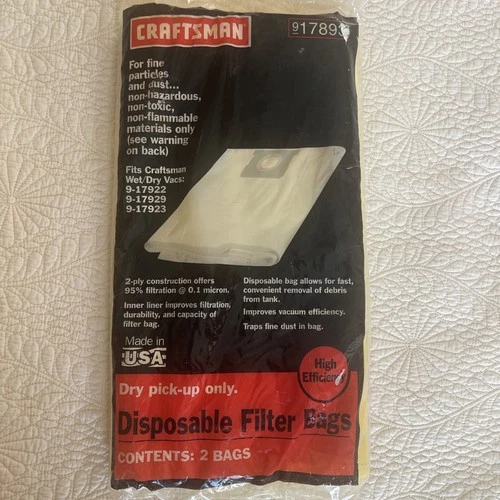 CRAFTSMAN
917893
For fine
particles
and dust...
non-hazardous,
non-toxic,
non-flammable
materials only
(see warning
on back)
Fits Craftsman
Wet/Dry Vacs:
9-17922
9-17929
9-17923
2-ply construction offers
95% filtration @ 0.1 micron.
Inner liner improves filtration,
durability, and capacity of
filter bag.
Disposable bag allows for fast,
convenient removal of debris
from tank.
Improves vacuum efficiency.
Traps fine dust in bag.
Made in
USA
High
Efficiency
Dry pick-up only.
Disposable Filter Bags
CONTENTS: 2 BAGS